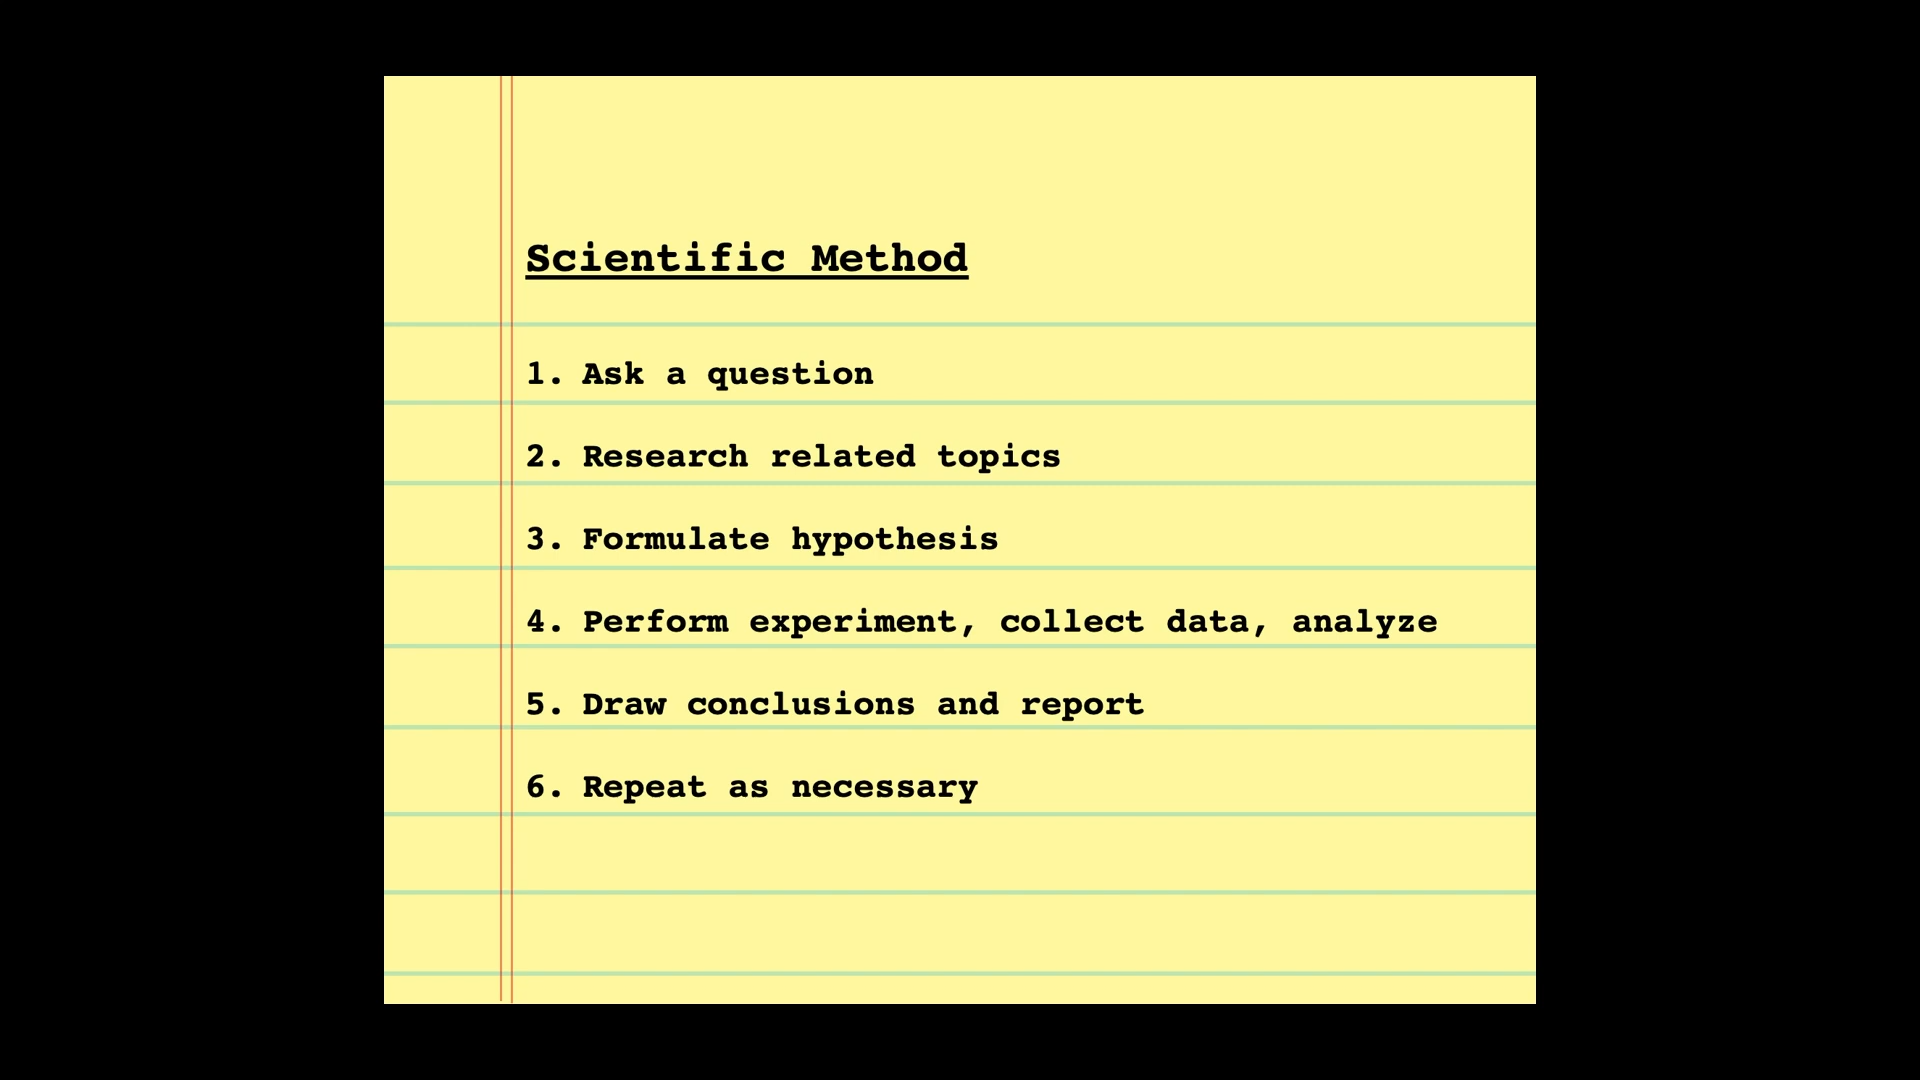 Scientific Method
1. Ask a question
2. Research related topics
3. Formulate hypothesis
4. Perform experiment, collect data, analyze
5. Draw conclusions and report
6. Repeat as necessary